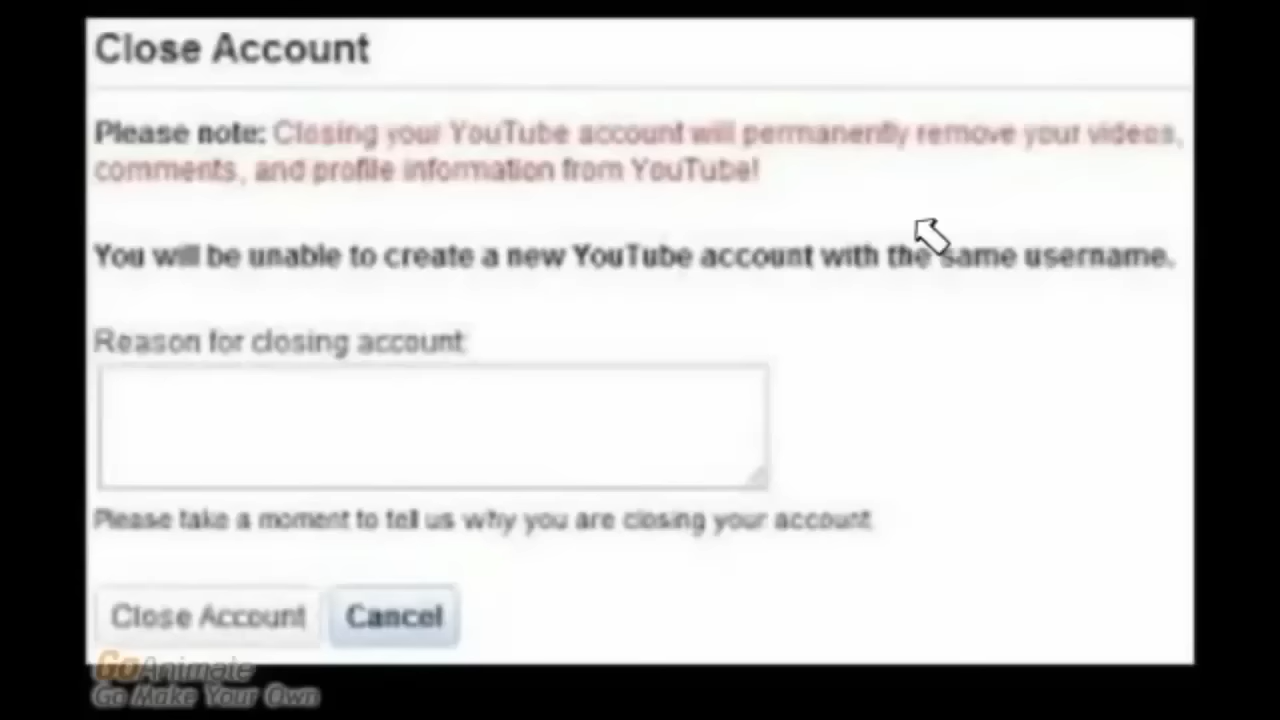 Close Account
Please note: Closing your YouTube account will permanently remove your videos,
comments, and profile information from YouTube!
You will be unable to create a new YouTube account with the same username.
Reason for closing account:
Please take a moment to tell us why you are closing your account.
Close Account Cancel
GoAnimate
Go Make Your Own